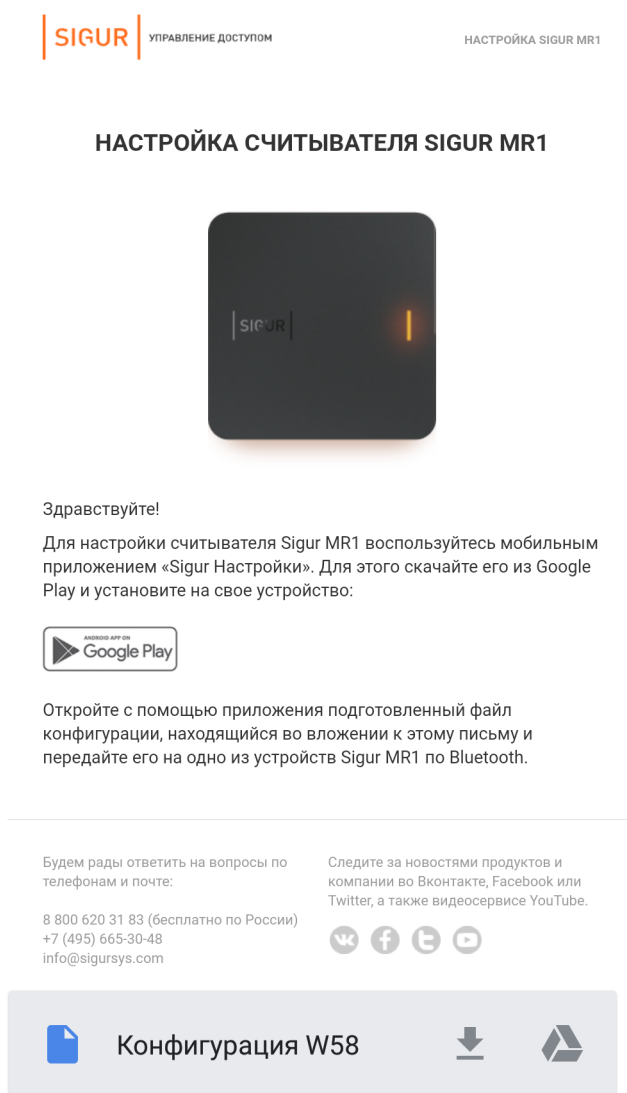 SIGUR УПРАВЛЕНИЕ ДОСТУПОМ
НАСТРОЙКА SIGUR MR1
НАСТРОЙКА СЧИТЫВАТЕЛЯ SIGUR MR1
SIGUR
Здравствуйте!
Для настройки считывателя Sigur MR1 воспользуйтесь мобильным
приложением «Sigur Настройки». Для этого скачайте его из Google
Play и установите на свое устройство:
ANDROID APP ON
Google Play
Откройте с помощью приложения подготовленный файл
конфигурации, находящийся во вложении к этому письму и
передайте его на одно из устройств Sigur MR1 по Bluetooth.
Будем рады ответить на вопросы по
телефонам и почте:
8 800 620 31 83 (бесплатно по России)
+7 (495) 665-30-48
info@sigursys.com
Следите за новостями продуктов и
компании во Вконтакте, Facebook или
Twitter, а также видеосервисе YouTube.
Конфигурация W58